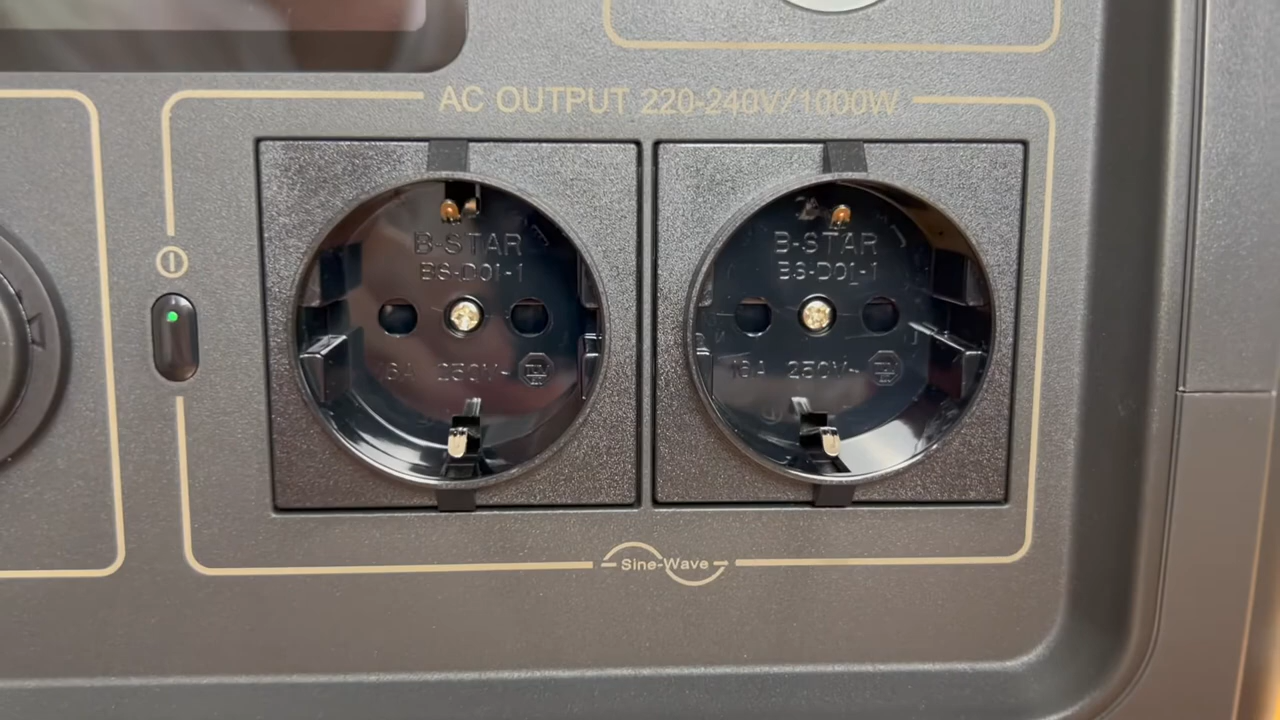 AC OUTPUT 220-240V/1000W
B-STAR
BS-D01-1
16A 250V~
B-STAR
BS-D01-1
16A 250V~
Sine-Wave